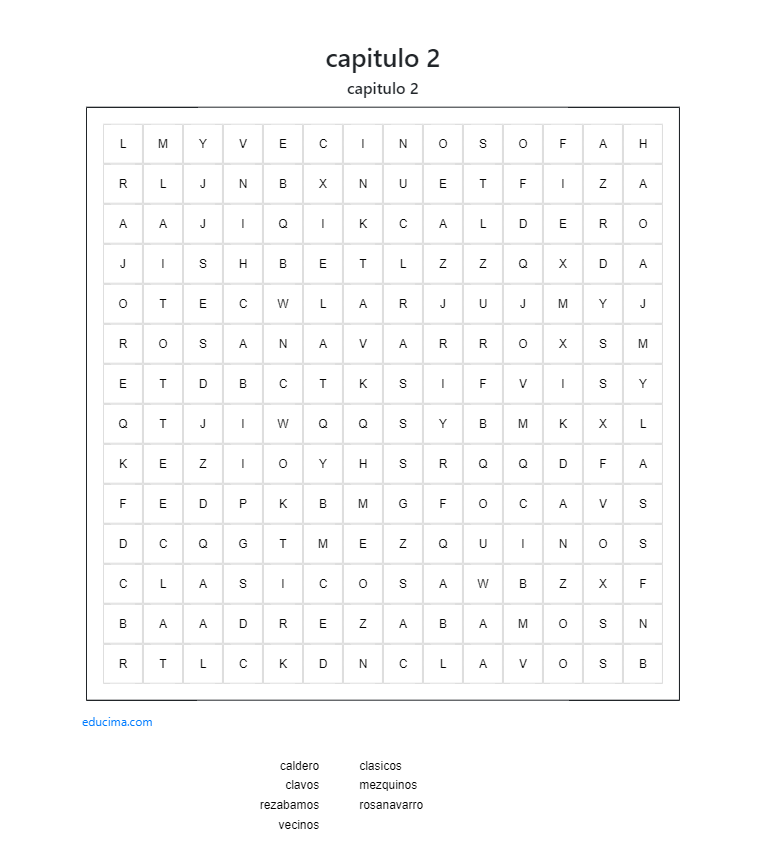 capitulo 2
capitulo 2
L M Y V E C I N O S O F A H
R L J N B X N U E T F I Z A
A A J I Q I K C A L D E R O
J I S H B E T L Z Z Q X D A
O T E C W L A R J U J M Y J
R O S A N A V A R R O X S M
E T D B C T K S I F V I S Y
Q T J I W Q Q S Y B M K X L
K E Z I O Y H S R Q Q D F A
F E D P K B M G F O C A V S
D C Q G T M E Z Q U I N O S
C L A S I C O S A W B Z X F
B A A D R E Z A B A M O S N
R T L C K D N C L A V O S B
educima.com
caldero clasicos
clavos mezquinos
rezabamos rosanavarro
vecinos